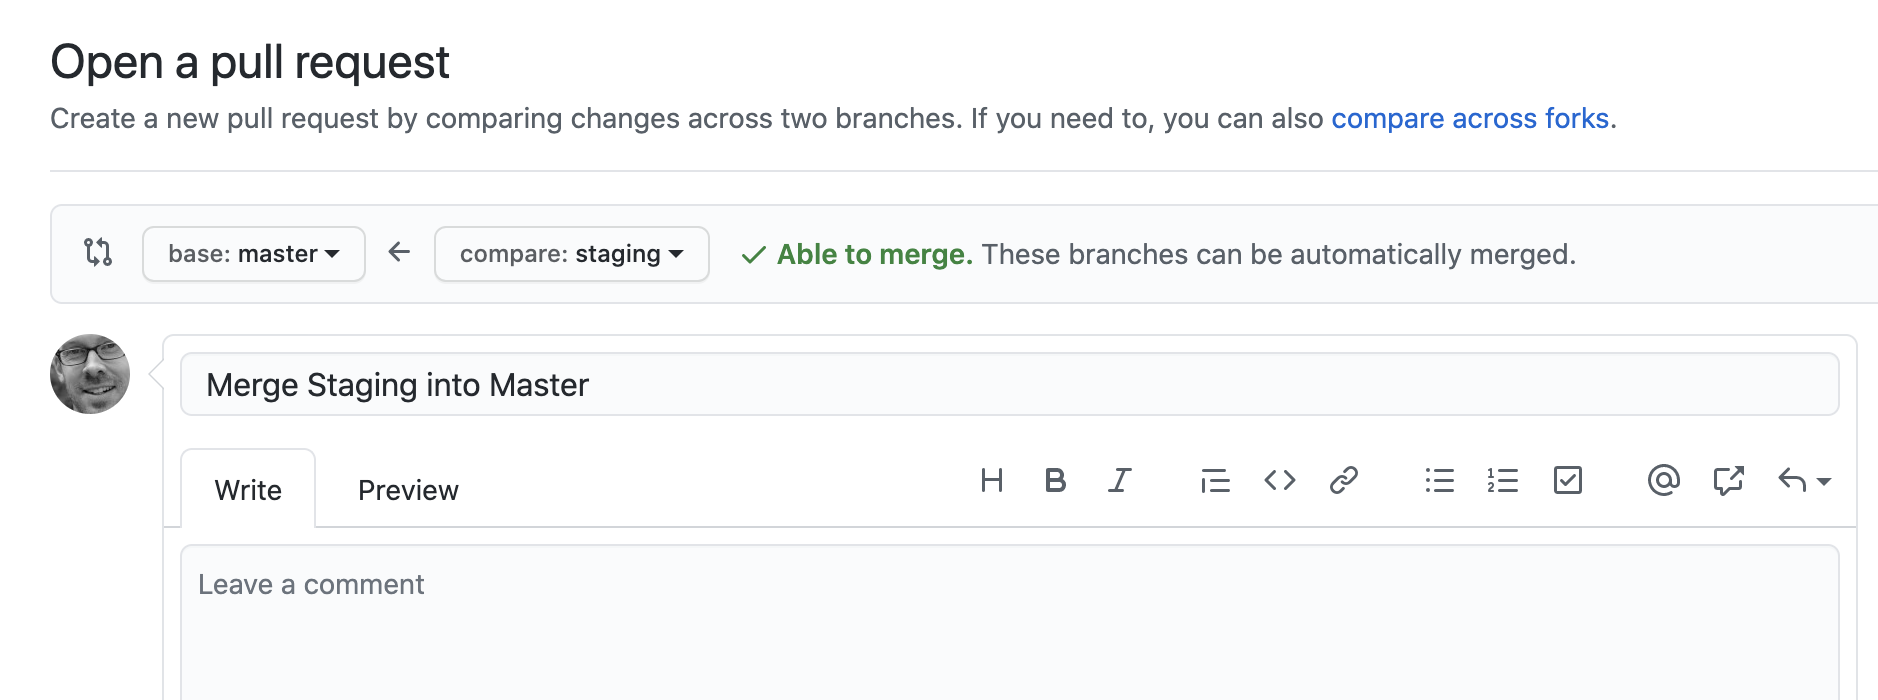 Open a pull request
Create a new pull request by comparing changes across two branches. If you need to, you can also compare across forks.
base: master
compare: staging
Able to merge. These branches can be automatically merged.
Merge Staging into Master
Write Preview
Leave a comment